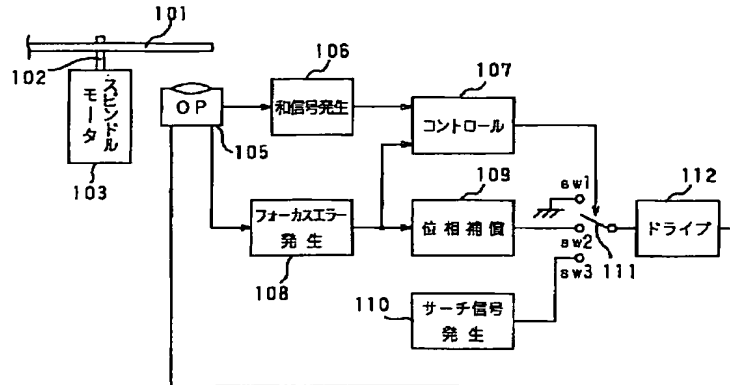 101
102
スピンドル
モータ
103
OP
105
106
和信号発生
107
コントロール
108
フォーカスエラー
発生
109
位相補償
110
サーチ信号
発生
sw1
sw2
sw3
111
112
ドライブ